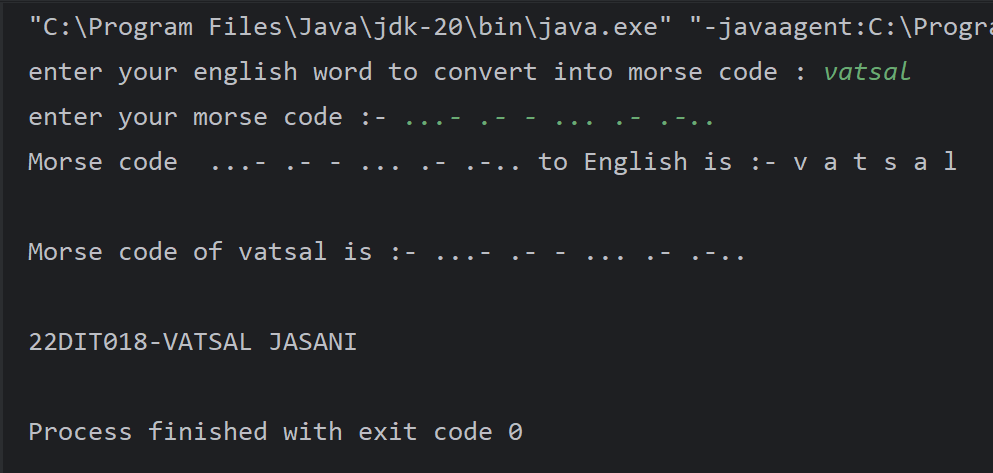 "C:\Program Files\Java\jdk-20\bin\java.exe" "-javaagent:C:\Progra
enter your english word to convert into morse code : vatsal
enter your morse code :- ...- .- - ... .- .-..
Morse code  ...- .- - ... .- .-.. to English is :- v a t s a l
Morse code of vatsal is :- ...- .- - ... .- .-..
22DIT018-VATSAL JASANI
Process finished with exit code 0